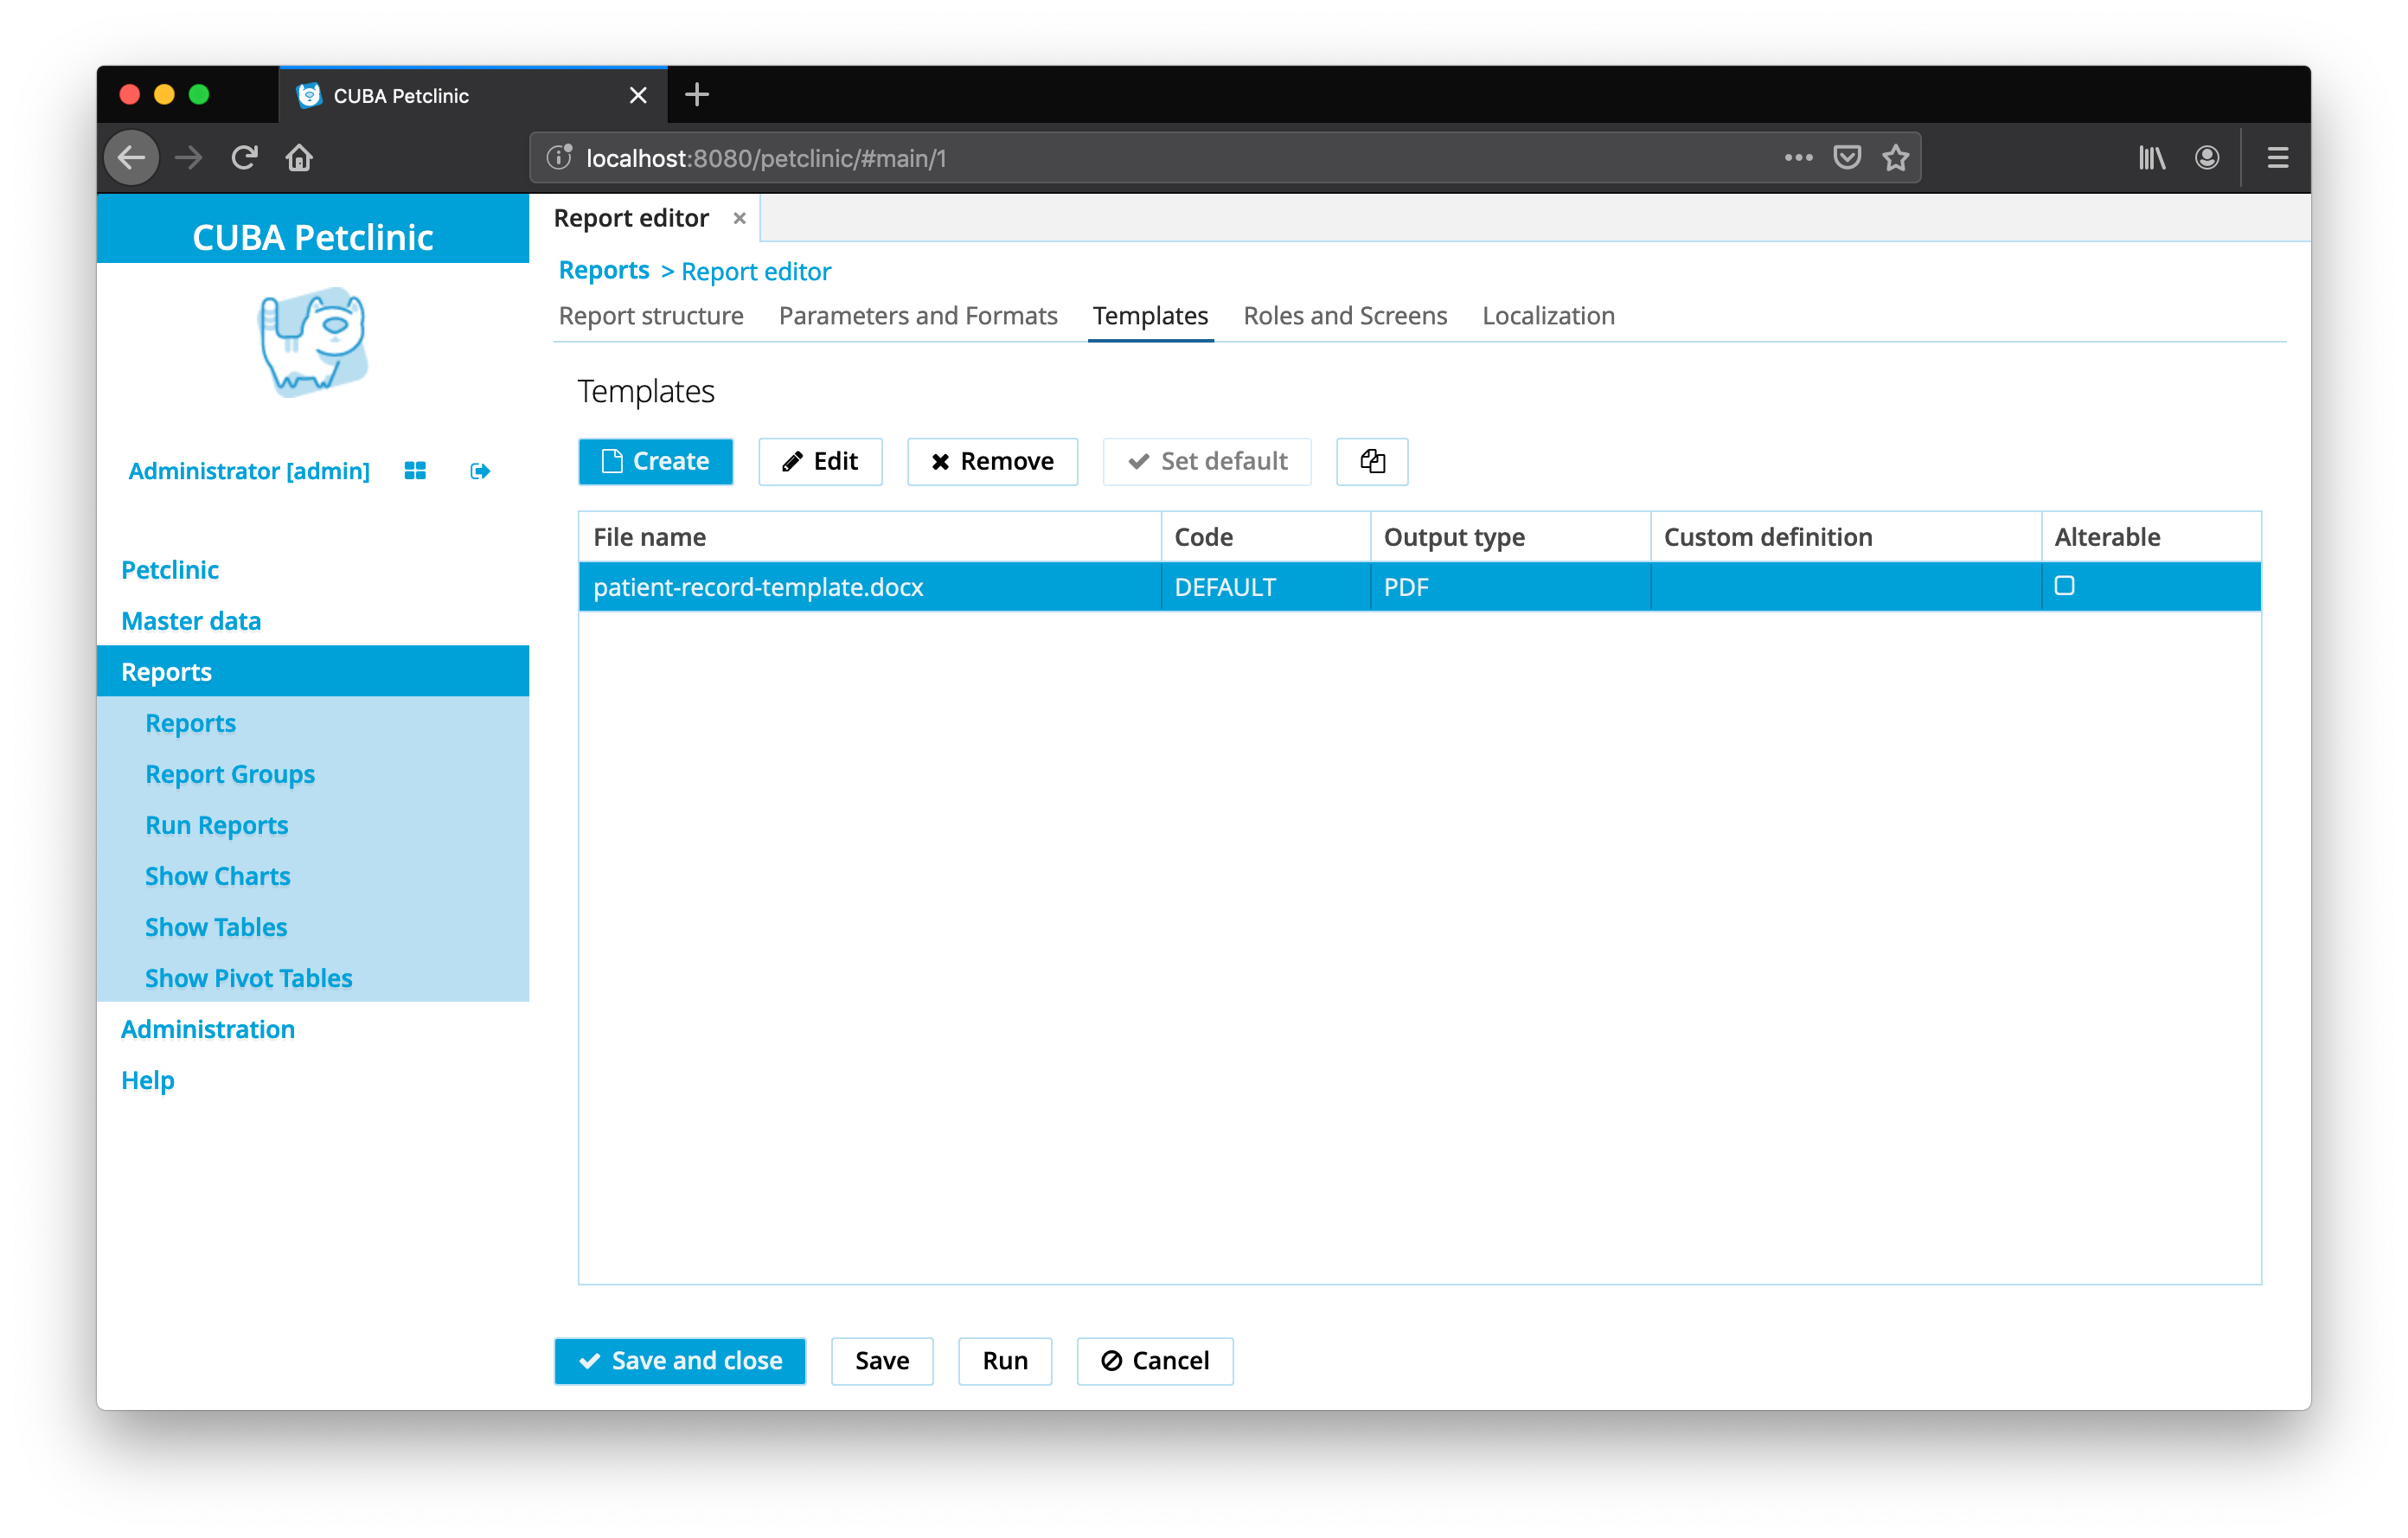 CUBA Petclinic
localhost:8080/petclinic/#main/1
CUBA Petclinic
Administrator [admin]
Petclinic
Master data
Reports
Reports
Report Groups
Run Reports
Show Charts
Show Tables
Show Pivot Tables
Administration
Help
Report editor
Reports > Report editor
Report structure Parameters and Formats Templates Roles and Screens Localization
Templates
Create Edit Remove Set default
File name Code Output type Custom definition Alterable
patient-record-template.docx DEFAULT PDF
Save and close Save Run Cancel